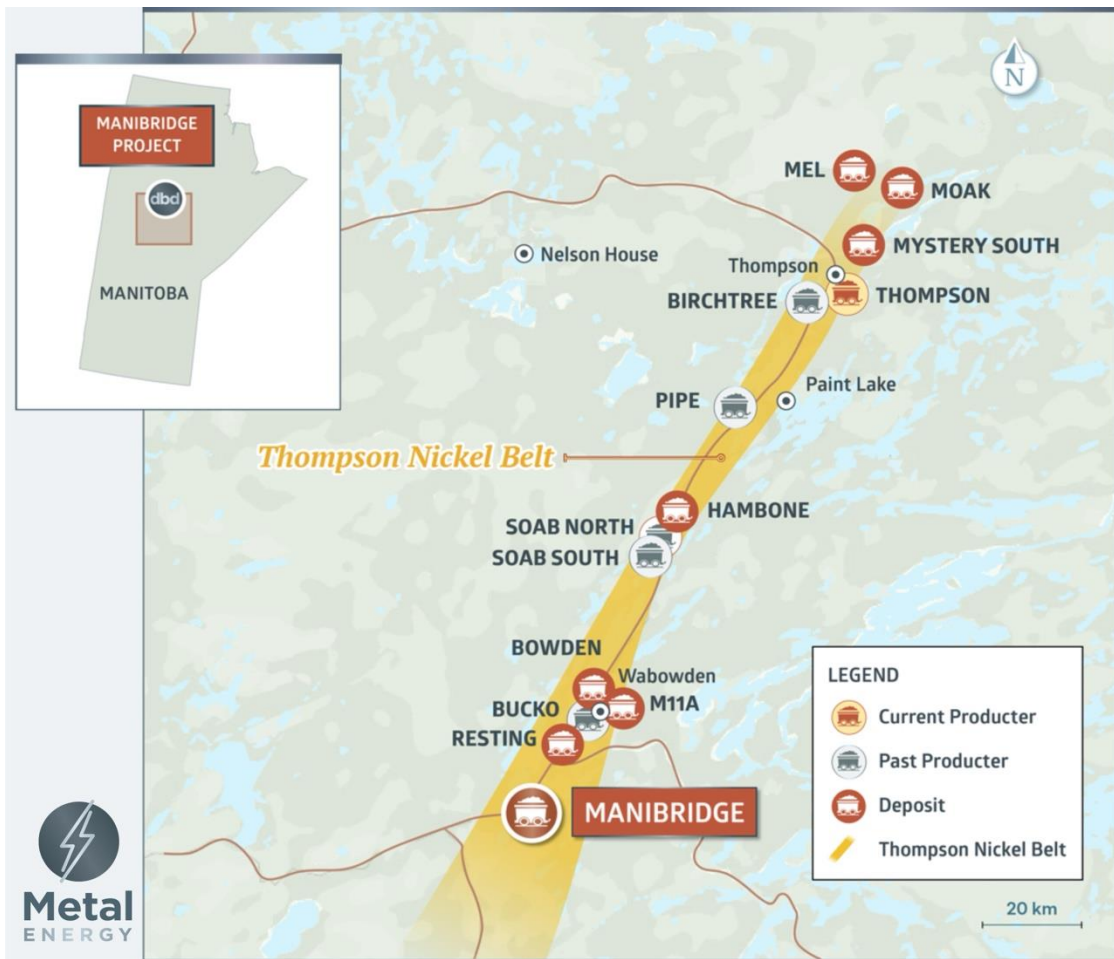 MANIBRIDGE
PROJECT
dbd
MANITOBA
N
MEL
MOAK
MYSTERY SOUTH
Nelson House
Thompson
BIRCHTREE
THOMPSON
Paint Lake
PIPE
Thompson Nickel Belt
HAMBONE
SOAB NORTH
SOAB SOUTH
BOWDEN
Wabowden
M11A
BUCKO
RESTING
MANIBRIDGE
LEGEND
Current Producter
Past Producter
Deposit
Thompson Nickel Belt
20 km
Metal
ENERGY